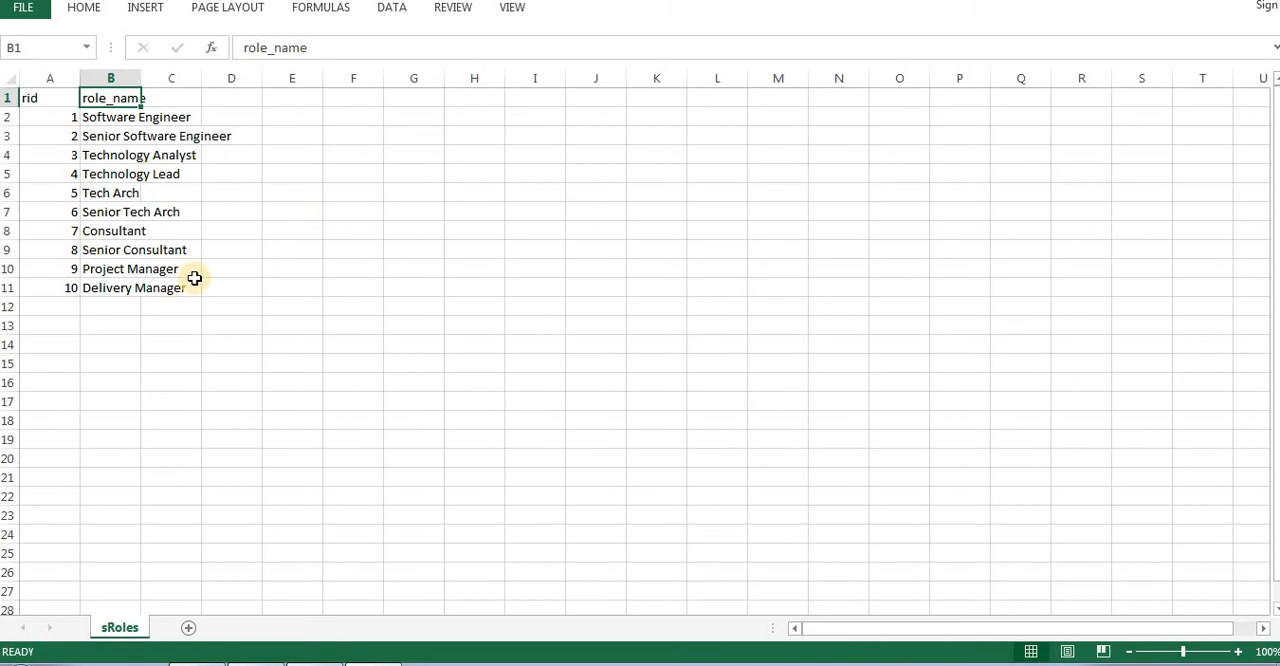 FILE HOME INSERT PAGE LAYOUT FORMULAS DATA REVIEW VIEW Sign
B1 fx role_name
A B C D E F G H I J K L M N O P Q R S T U
1 rid role_name
2 1 Software Engineer
3 2 Senior Software Engineer
4 3 Technology Analyst
5 4 Technology Lead
6 5 Tech Arch
7 6 Senior Tech Arch
8 7 Consultant
9 8 Senior Consultant
10 9 Project Manager
11 10 Delivery Manager
12
13
14
15
16
17
18
19
20
21
22
23
24
25
26
27
28
sRoles
READY 100%